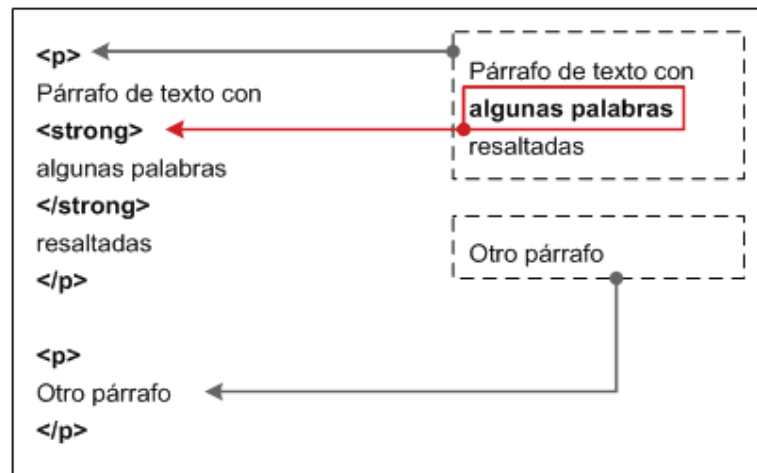 <p>
Párrafo de texto con
<strong>
algunas palabras
</strong>
resaltadas
</p>
<p>
Otro párrafo
</p>
Párrafo de texto con
algunas palabras
resaltadas
Otro párrafo